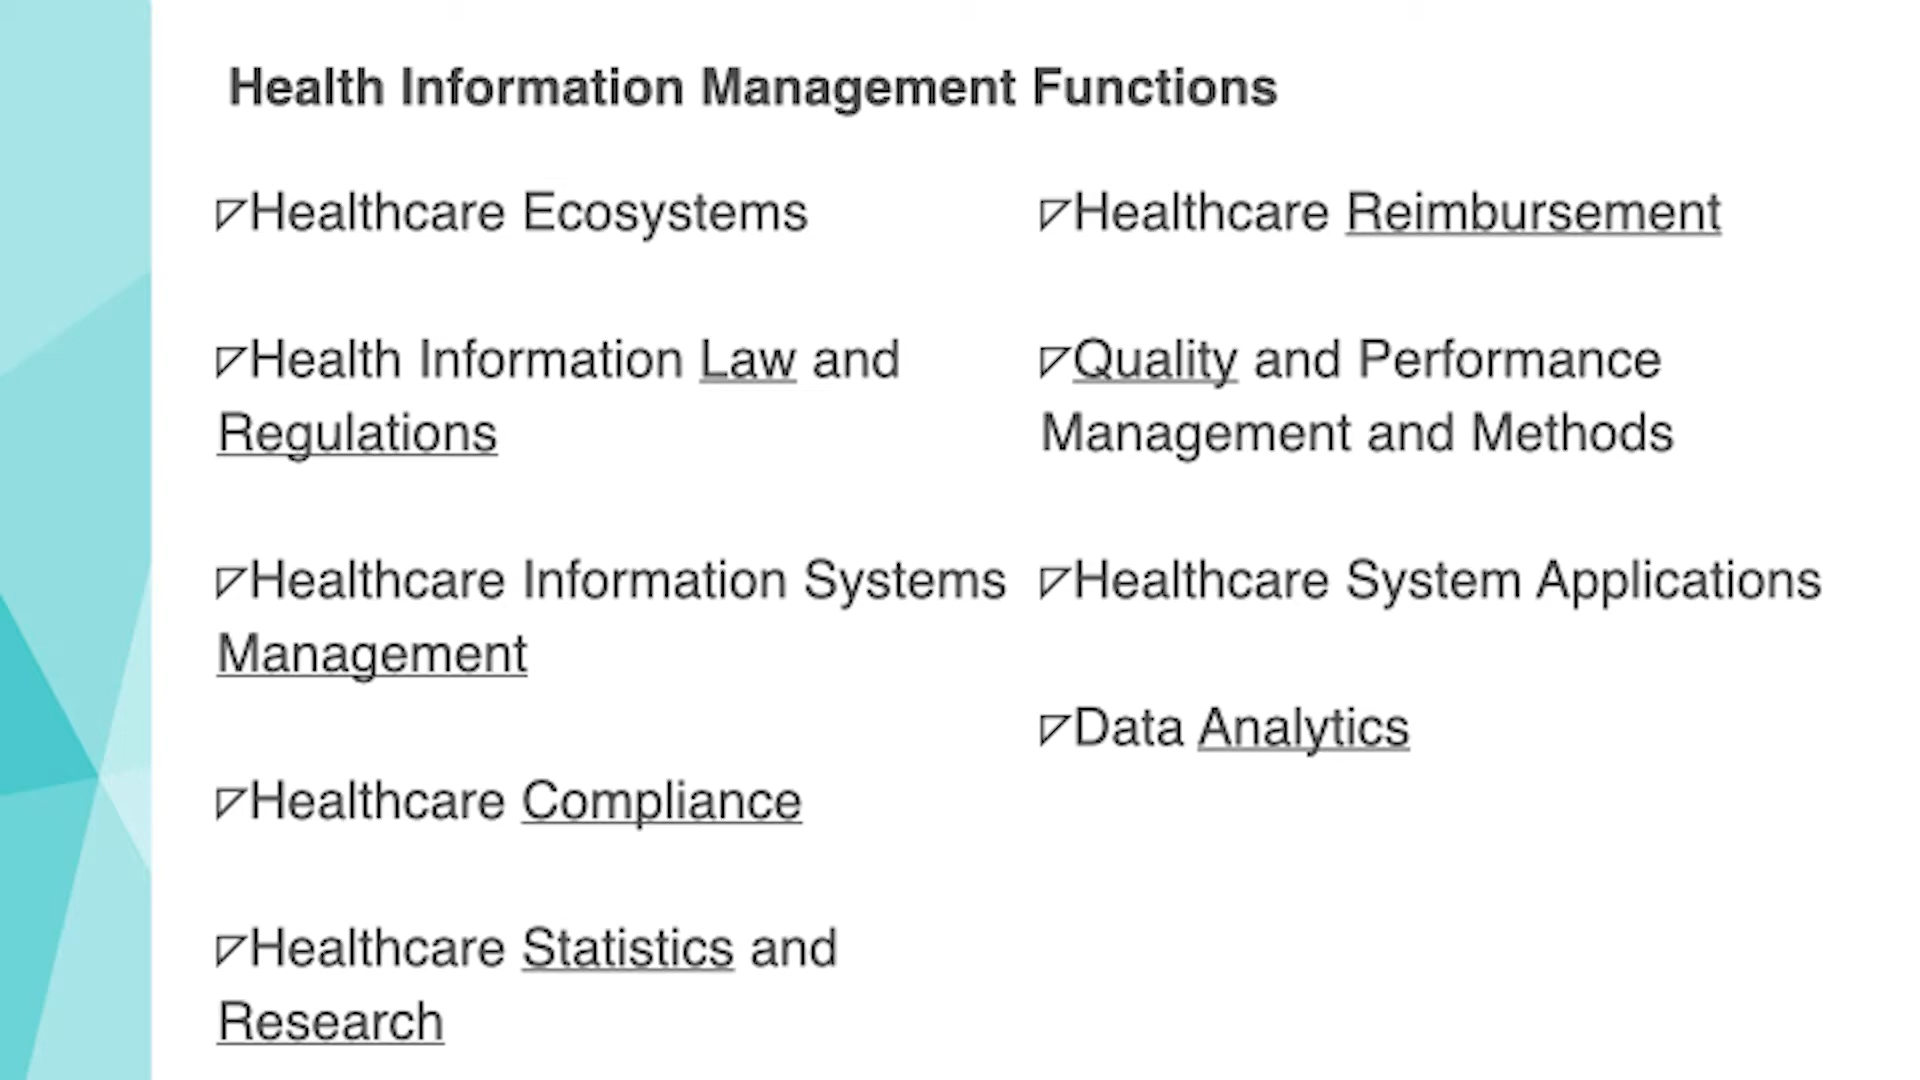 Health Information Management Functions
Healthcare Ecosystems
Health Information Law and
Regulations
Healthcare Information Systems
Management
Healthcare Compliance
Healthcare Statistics and
Research
Healthcare Reimbursement
Quality and Performance
Management and Methods
Healthcare System Applications
Data Analytics